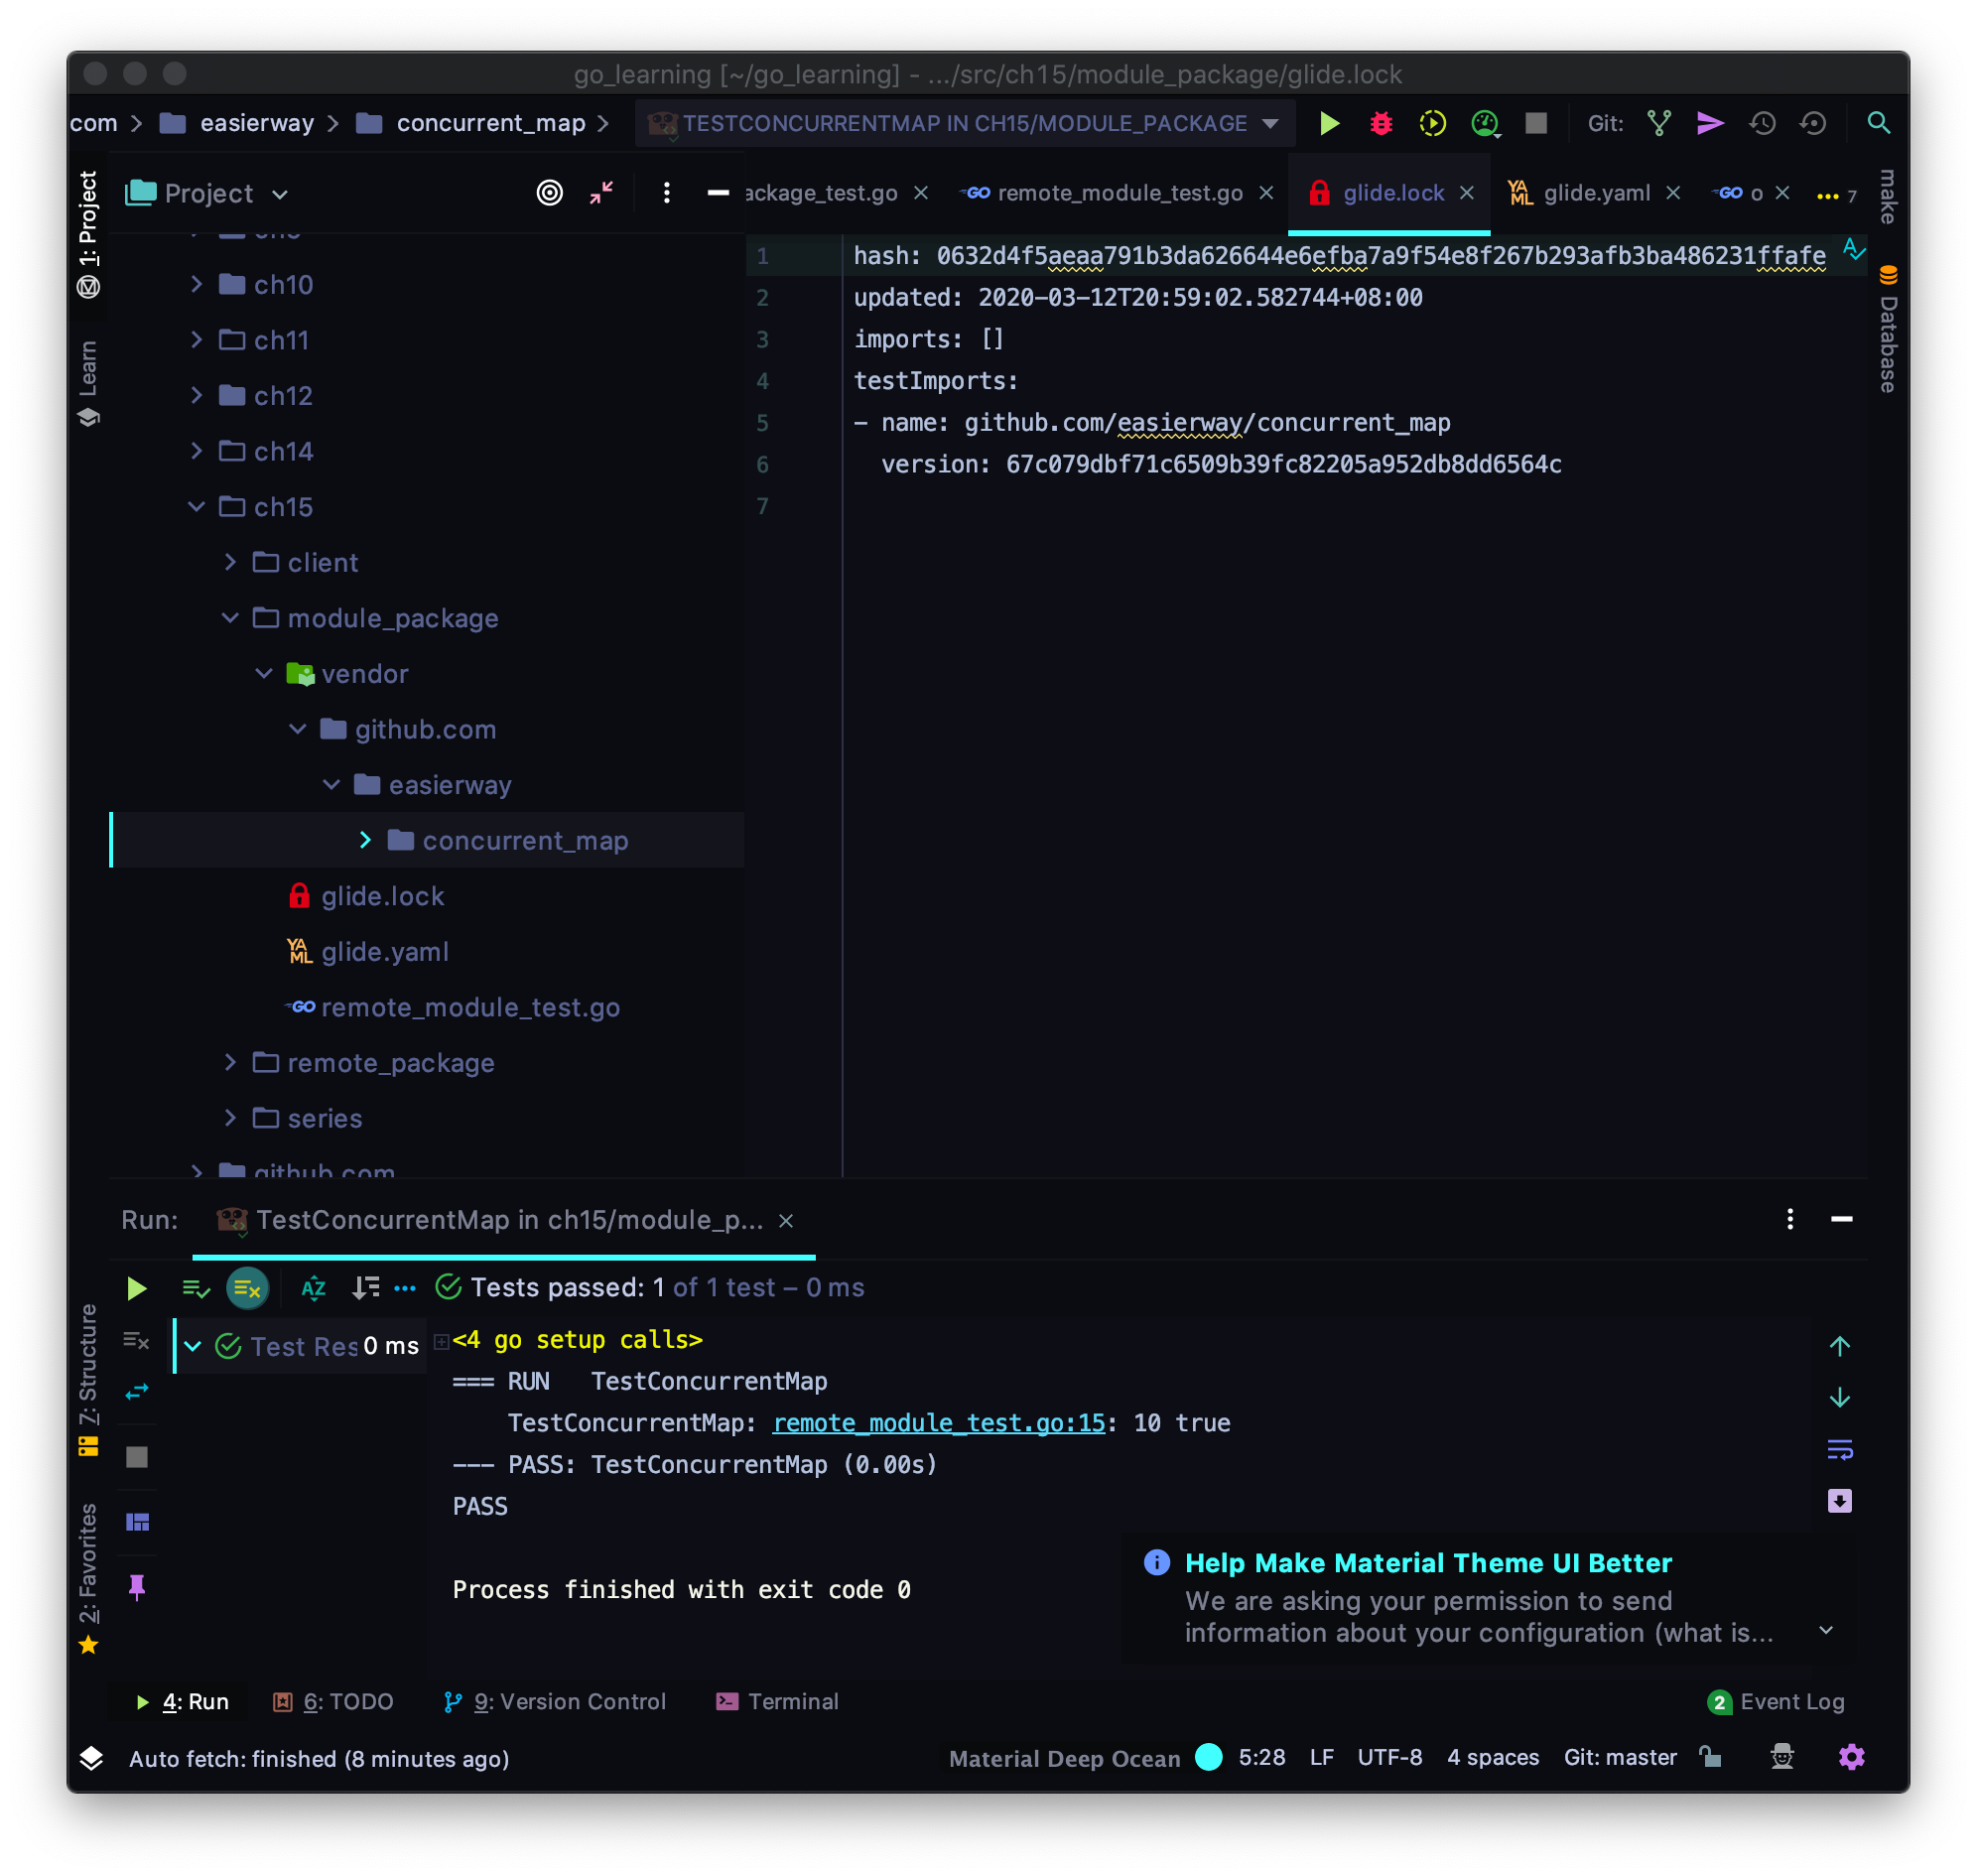 go_learning [~/go_learning] - .../src/ch15/module_package/glide.lock
com easierway concurrent_map TESTCONCURRENTMAP IN CH15/MODULE_PACKAGE Git:
1: Project
Learn
Project
ch10
ch11
ch12
ch14
ch15
client
module_package
vendor
github.com
easierway
concurrent_map
glide.lock
glide.yaml
remote_module_test.go
remote_package
series
github.com
ackage_test.go remote_module_test.go glide.lock glide.yaml o 7
make
Database
1 hash: 0632d4f5aeaa791b3da626644e6efba7a9f54e8f267b293afb3ba486231ffafe
2 updated: 2020-03-12T20:59:02.582744+08:00
3 imports: []
4 testImports:
5 - name: github.com/easierway/concurrent_map
6 version: 67c079dbf71c6509b39fc82205a952db8dd6564c
7
Run: TestConcurrentMap in ch15/module_p...
Tests passed: 1 of 1 test – 0 ms
Test Res 0 ms
<4 go setup calls>
=== RUN   TestConcurrentMap
TestConcurrentMap: remote_module_test.go:15: 10 true
--- PASS: TestConcurrentMap (0.00s)
PASS
Process finished with exit code 0
7: Structure
2: Favorites
Help Make Material Theme UI Better
We are asking your permission to send
information about your configuration (what is...
4: Run 6: TODO 9: Version Control Terminal 2 Event Log
Auto fetch: finished (8 minutes ago) Material Deep Ocean 5:28 LF UTF-8 4 spaces Git: master